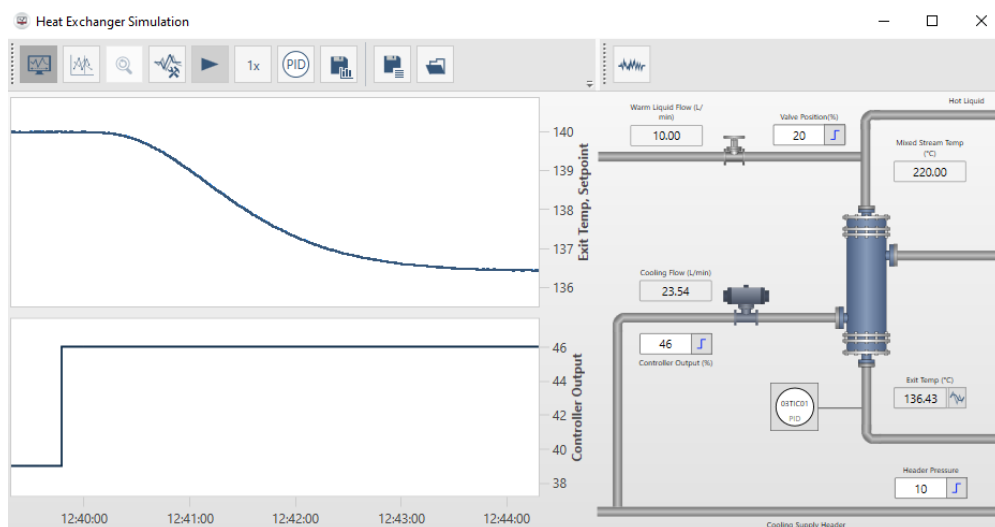 Heat Exchanger Simulation
1x
PID
140
139
138
137
136
Exit Temp, Setpoint
46
44
42
40
38
Controller Output
12:40:00
12:41:00
12:42:00
12:43:00
12:44:00
Hot Liquid
Warm Liquid Flow (L/
min)
10.00
Valve Position(%)
20
Mixed Stream Temp
(°C)
220.00
Cooling Flow (L/min)
23.54
46
Controller Output (%)
03TIC01
PID
Exit Temp (°C)
136.43
Header Pressure
10
Cooling Supply Header